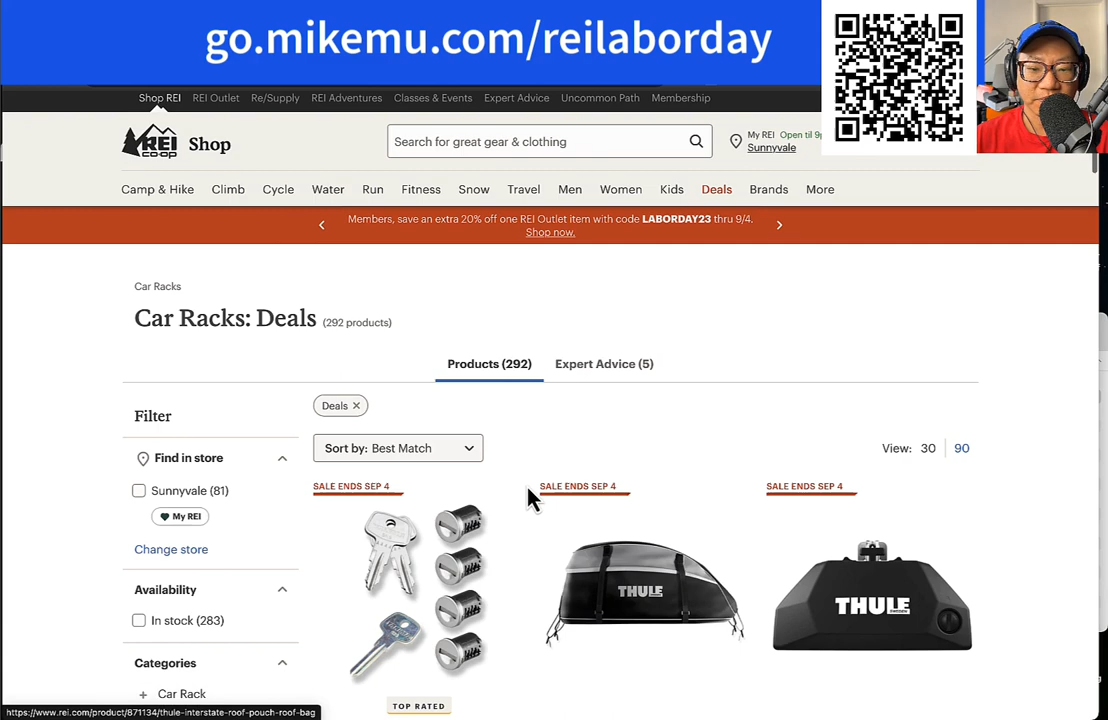 go.mikemu.com/reilaborday
Shop REI REI Outlet Re/Supply REI Adventures Classes & Events Expert Advice Uncommon Path Membership
REI CO-OP Shop
Search for great gear & clothing
My REI Open til 9p
Sunnyvale
Camp & Hike Climb Cycle Water Run Fitness Snow Travel Men Women Kids Deals Brands More
Members, save an extra 20% off one REI Outlet item with code LABORDAY23 thru 9/4.
Shop now.
Car Racks
Car Racks: Deals (292 products)
Products (292) Expert Advice (5)
Filter
Deals ×
Sort by: Best Match
View: 30 90
Find in store
Sunnyvale (81)
My REI
Change store
Availability
In stock (283)
Categories
+ Car Rack
SALE ENDS SEP 4
SALE ENDS SEP 4
SALE ENDS SEP 4
THULE
THULE
TOP RATED
https://www.rei.com/product/871134/thule-interstate-roof-pouch-roof-bag